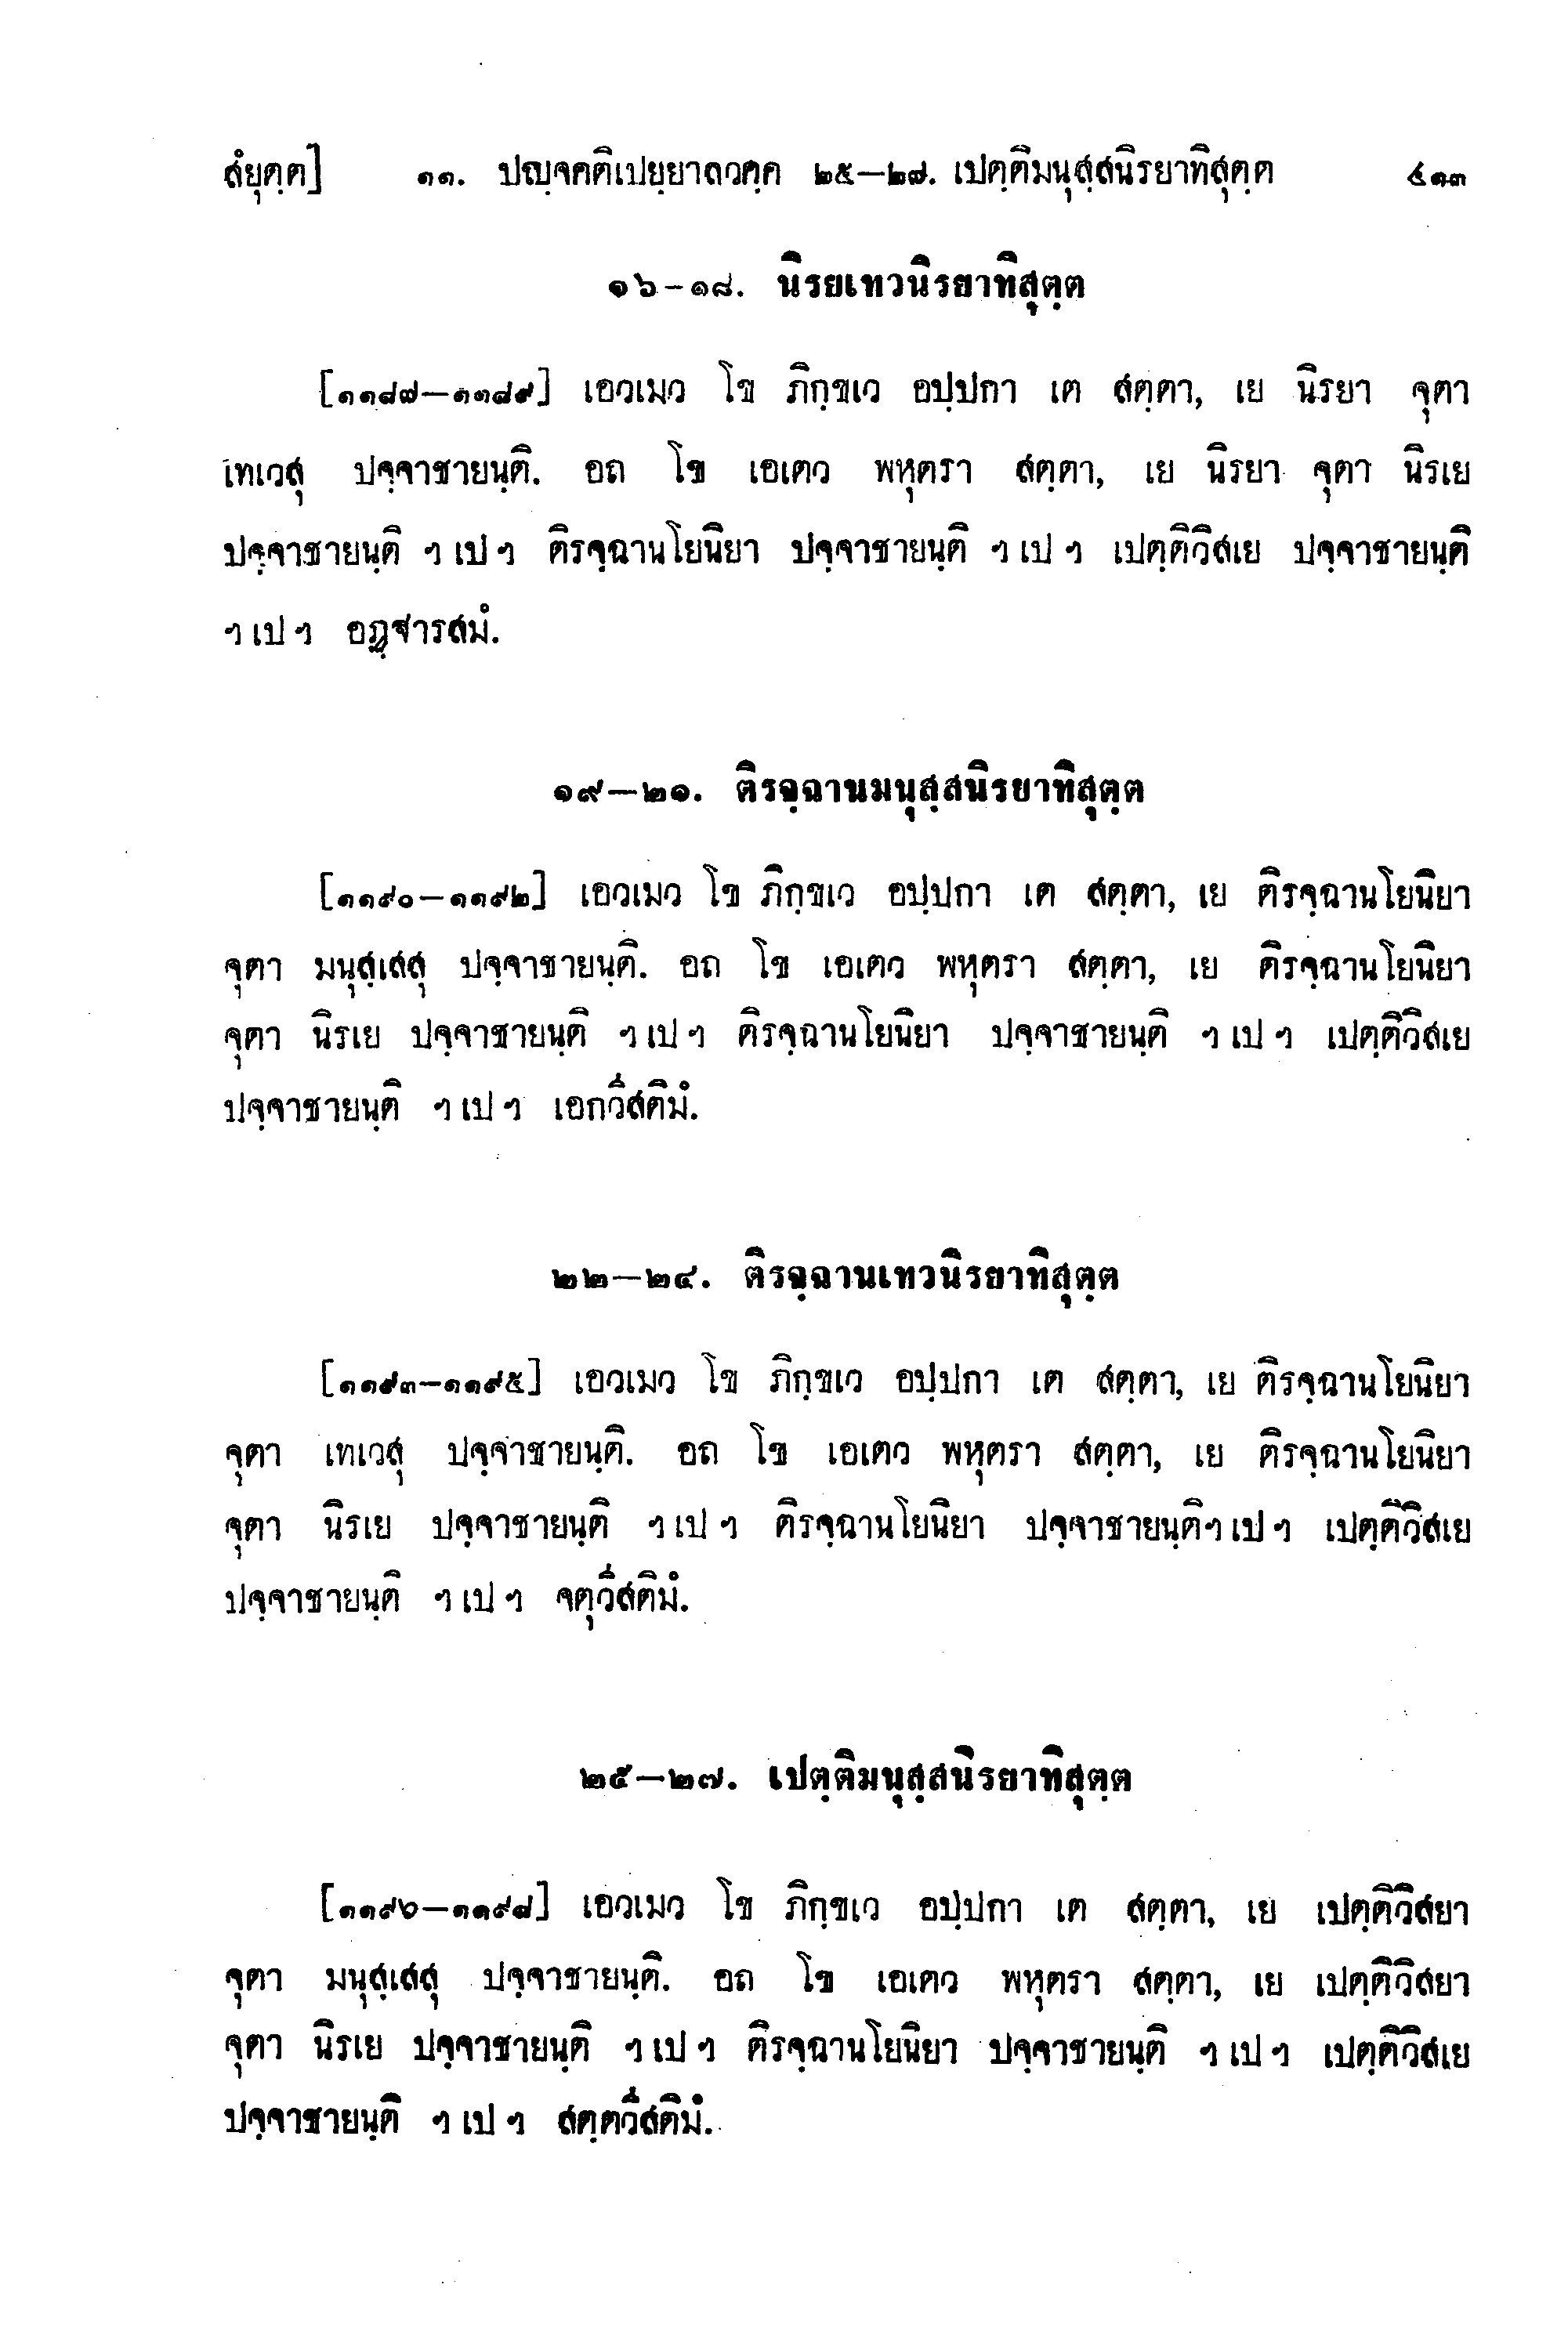 สํยุตฺต] ๑๑. ปญฺจคติเปยฺยาลวคฺค ๒๕—๒๗. เปตฺติมนุสฺสนิรยาทิสุตฺต ๔๑๓
๑๖-๑๘. นิรยเทวนิรยาทิสุตฺต
[๑๑๘๗—๑๑๘๙] เอวเมว โข ภิกฺขเว อปฺปกา เต สตฺตา, เย นิรยา จุตา
เทเวสุ ปจฺจาชายนฺติ. อถ โข เอเตว พหุตรา สตฺตา, เย นิรยา จุตา นิรเย
ปจฺจาชายนฺติ ฯ เป ฯ ติรจฺฉานโยนิยา ปจฺจาชายนฺติ ฯ เป ฯ เปตฺติวิสเย ปจฺจาชายนฺติ
ฯ เป ฯ อฏฺฐารสมํ.
๑๙—๒๑. ติรจฺฉานมนุสฺสนิรยาทิสุตฺต
[๑๑๙๐-๑๑๙๒] เอวเมว โข ภิกฺขเว อปฺปกา เต สตฺตา, เย ติรจฺฉานโยนิยา
จุตา มนุสฺเสสุ ปจฺจาชายนฺติ. อถ โข เอเตว พหุตรา สตฺตา, เย ติรจฺฉานโยนิยา
จุตา นิรเย ปจฺจาชายนฺติ ฯ เป ฯ ติรจฺฉานโยนิยา ปจฺจาชายนฺติ ฯ เป ฯ เปตฺติวิสเย
ปจฺจาชายนฺติ ฯ เป ฯ เอกวีสติมํ.
๒๒—๒๔. ติรจฺฉานเทวนิรยาทิสุตฺต
[๑๑๙๓-๑๑๙๕] เอวเมว โข ภิกฺขเว อปฺปกา เต สตฺตา, เย ติรจฺฉานโยนิยา
จุตา เทเวสุ ปจฺจาชายนฺติ. อถ โข เอเตว พหุตรา สตฺตา, เย ติรจฺฉานโยนิยา
จุตา นิรเย ปจฺจาชายนฺติ ฯ เป ฯ ติรจฺฉานโยนิยา ปจฺจาชายนฺติฯ เป ฯ เปตฺติวิสเย
ปจฺจาชายนฺติ ฯ เป ฯ จตุวีสติมํ.
๒๕—๒๗. เปตฺติมนุสฺสนิรยาทิสุตฺต
[๑๑๙๖—๑๑๙๘] เอวเมว โข ภิกฺขเว อปฺปกา เต สตฺตา, เย เปตฺติวิสยา
จุตา มนุสฺเสสุ ปจฺจาชายนฺติ. อถ โข เอเตว พหุตรา สตฺตา, เย เปตฺติวิสยา
จุตา นิรเย ปจฺจาชายนฺติ ฯ เป ฯ ติรจฺฉานโยนิยา ปจฺจาชายนฺติ ฯ เป ฯ เปตฺติวิสเย
ปจฺจาชายนฺติ ฯ เป ฯ สตฺตวีสติมํ.